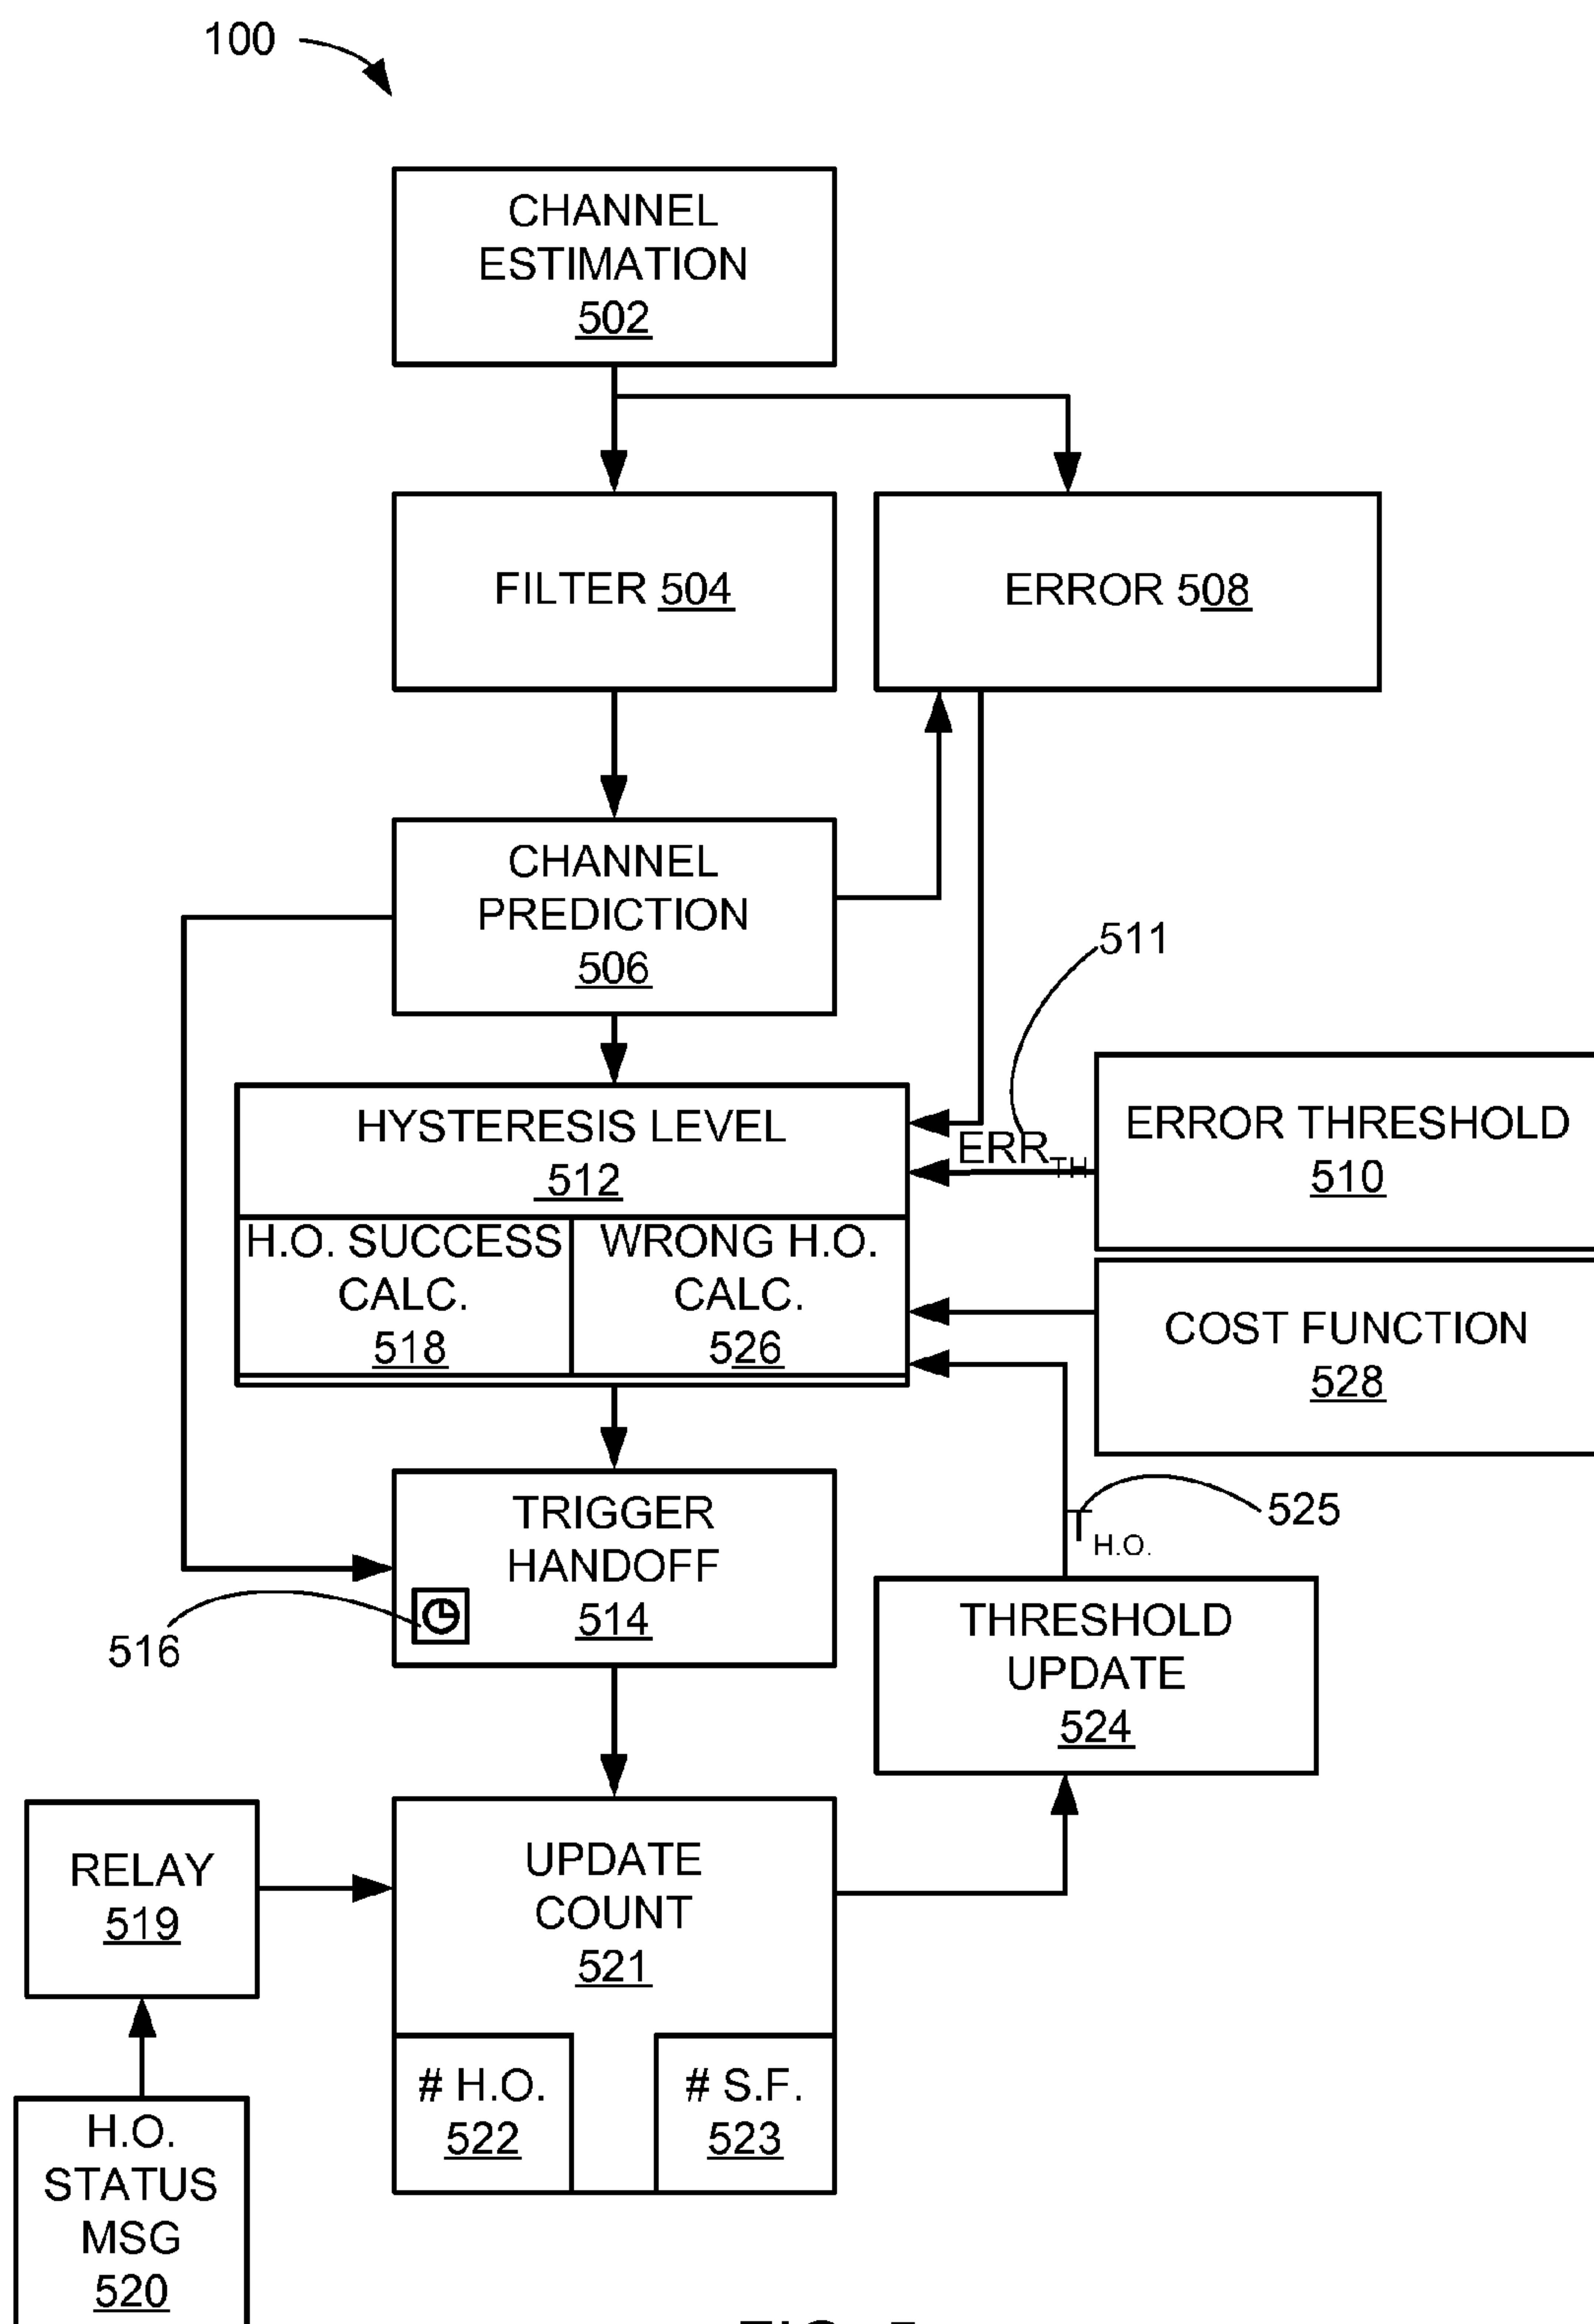 100
CHANNEL
ESTIMATION
502
FILTER 504
ERROR 508
CHANNEL
PREDICTION
506
511
HYSTERESIS LEVEL
512
ERR TH
ERROR THRESHOLD
510
H.O. SUCCESS
CALC.
518
WRONG H.O.
CALC.
526
COST FUNCTION
528
TRIGGER
HANDOFF
514
516
T H.O.
525
THRESHOLD
UPDATE
524
RELAY
519
UPDATE
COUNT
521
# H.O.
522
# S.F.
523
H.O.
STATUS
MSG
520